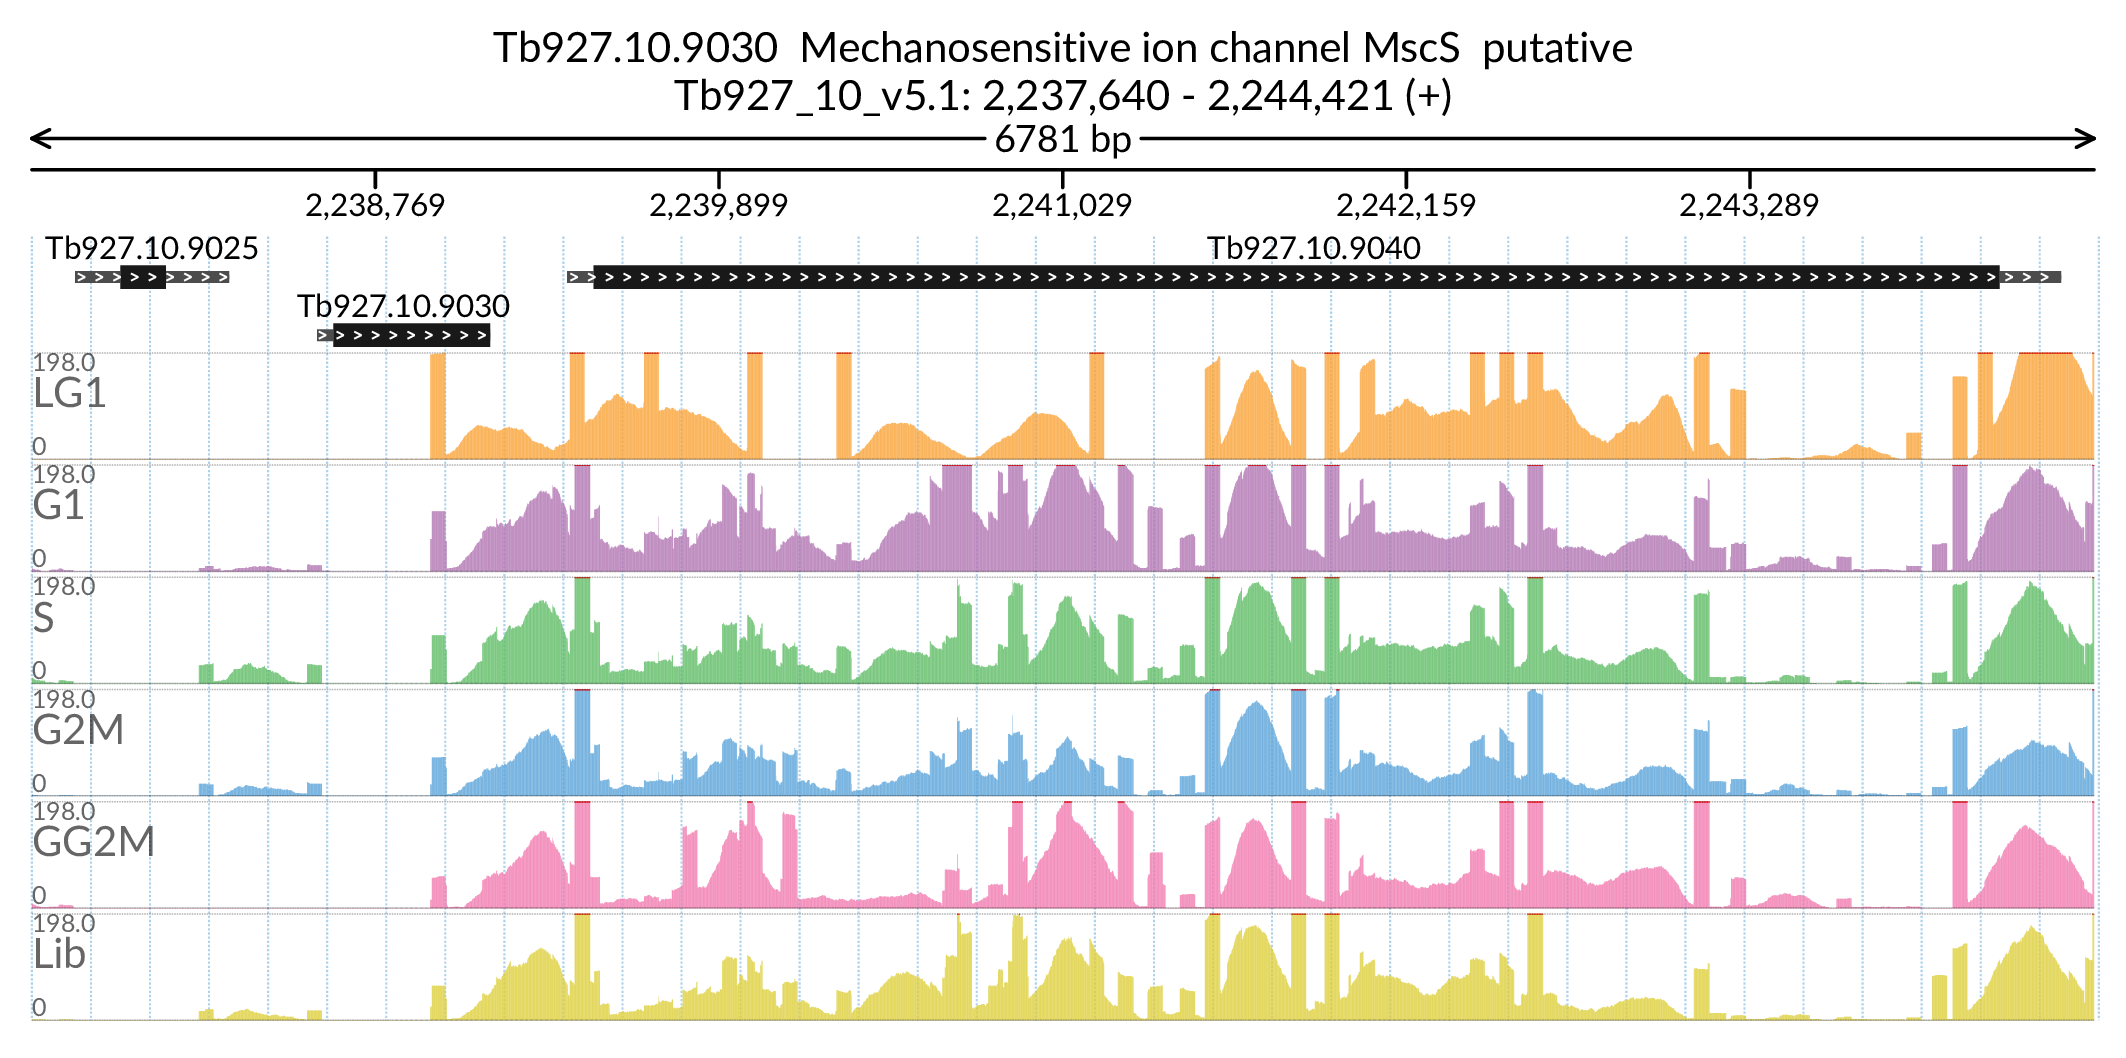 Tb927.10.9030  Mechanosensitive ion channel MscS  putative
Tb927_10_v5.1: 2,237,640 - 2,244,421 (+)
6781 bp
2,238,769 2,239,899 2,241,029 2,242,159 2,243,289
Tb927.10.9025 Tb927.10.9040
Tb927.10.9030
198.0
LG1
0
198.0
G1
0
198.0
S
0
198.0
G2M
0
198.0
GG2M
0
198.0
Lib
0